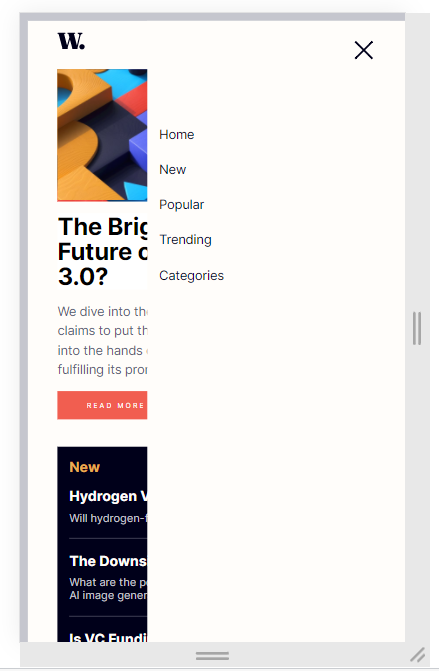 W.
Home
New
Popular
Trending
Categories
The Brig
Future o
3.0?
We dive into the
claims to put th
into the hands
fulfilling its pro
READ MORE
New
Hydrogen V
Will hydrogen-f
The Downs
What are the p
AI image gener
Is VC Fundi